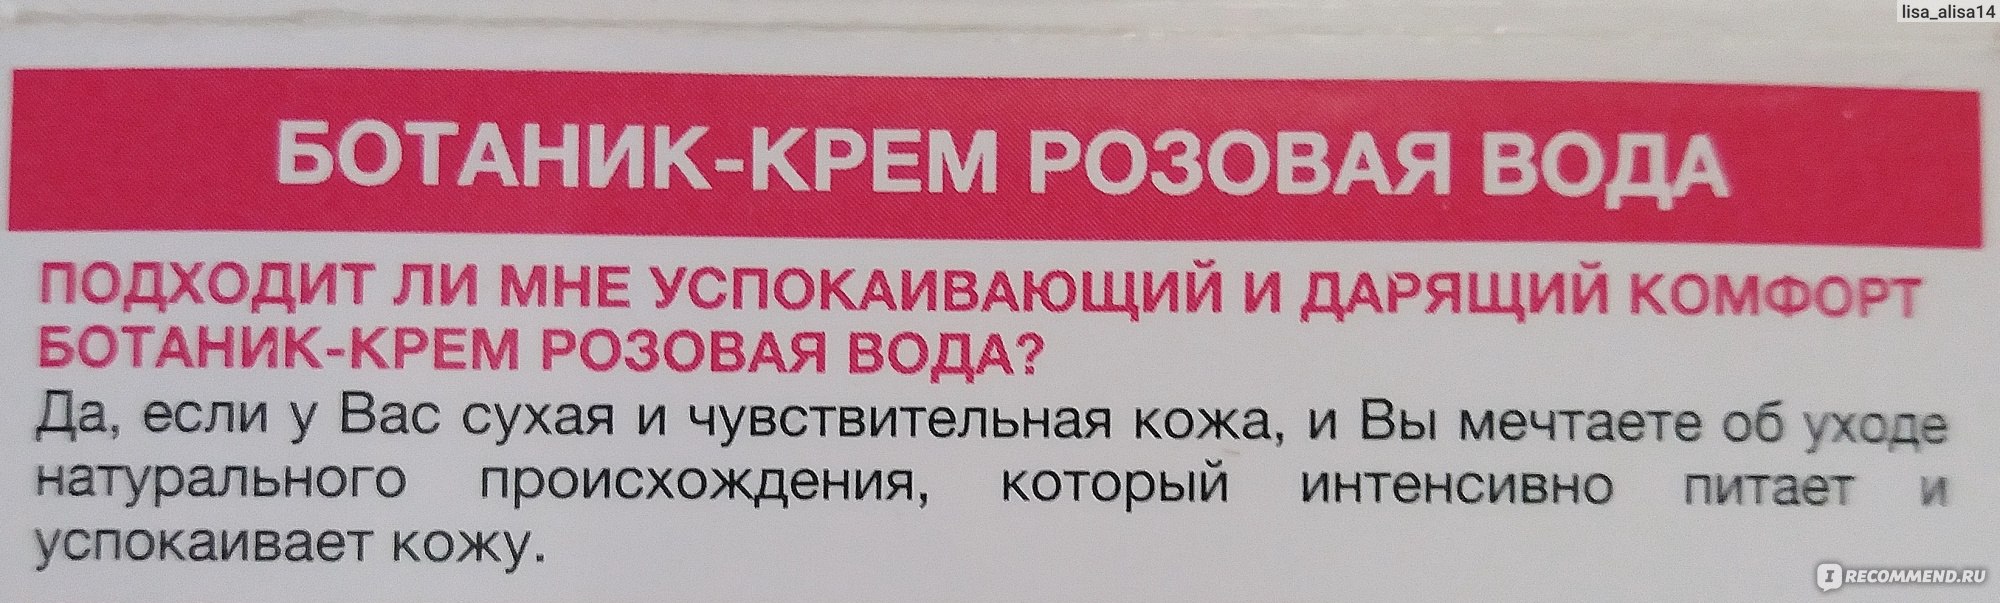 lisa_alisa14
БОТАНИК-КРЕМ РОЗОВАЯ ВОДА
ПОДХОДИТ ЛИ МНЕ УСПОКАИВАЮЩИЙ И ДАРЯЩИЙ КОМФОРТ
БОТАНИК-КРЕМ РОЗОВАЯ ВОДА?
Да, если у Вас сухая и чувствительная кожа, и Вы мечтаете об уходе
натурального происхождения, который интенсивно питает и
успокаивает кожу.
I RECOMMEND.RU